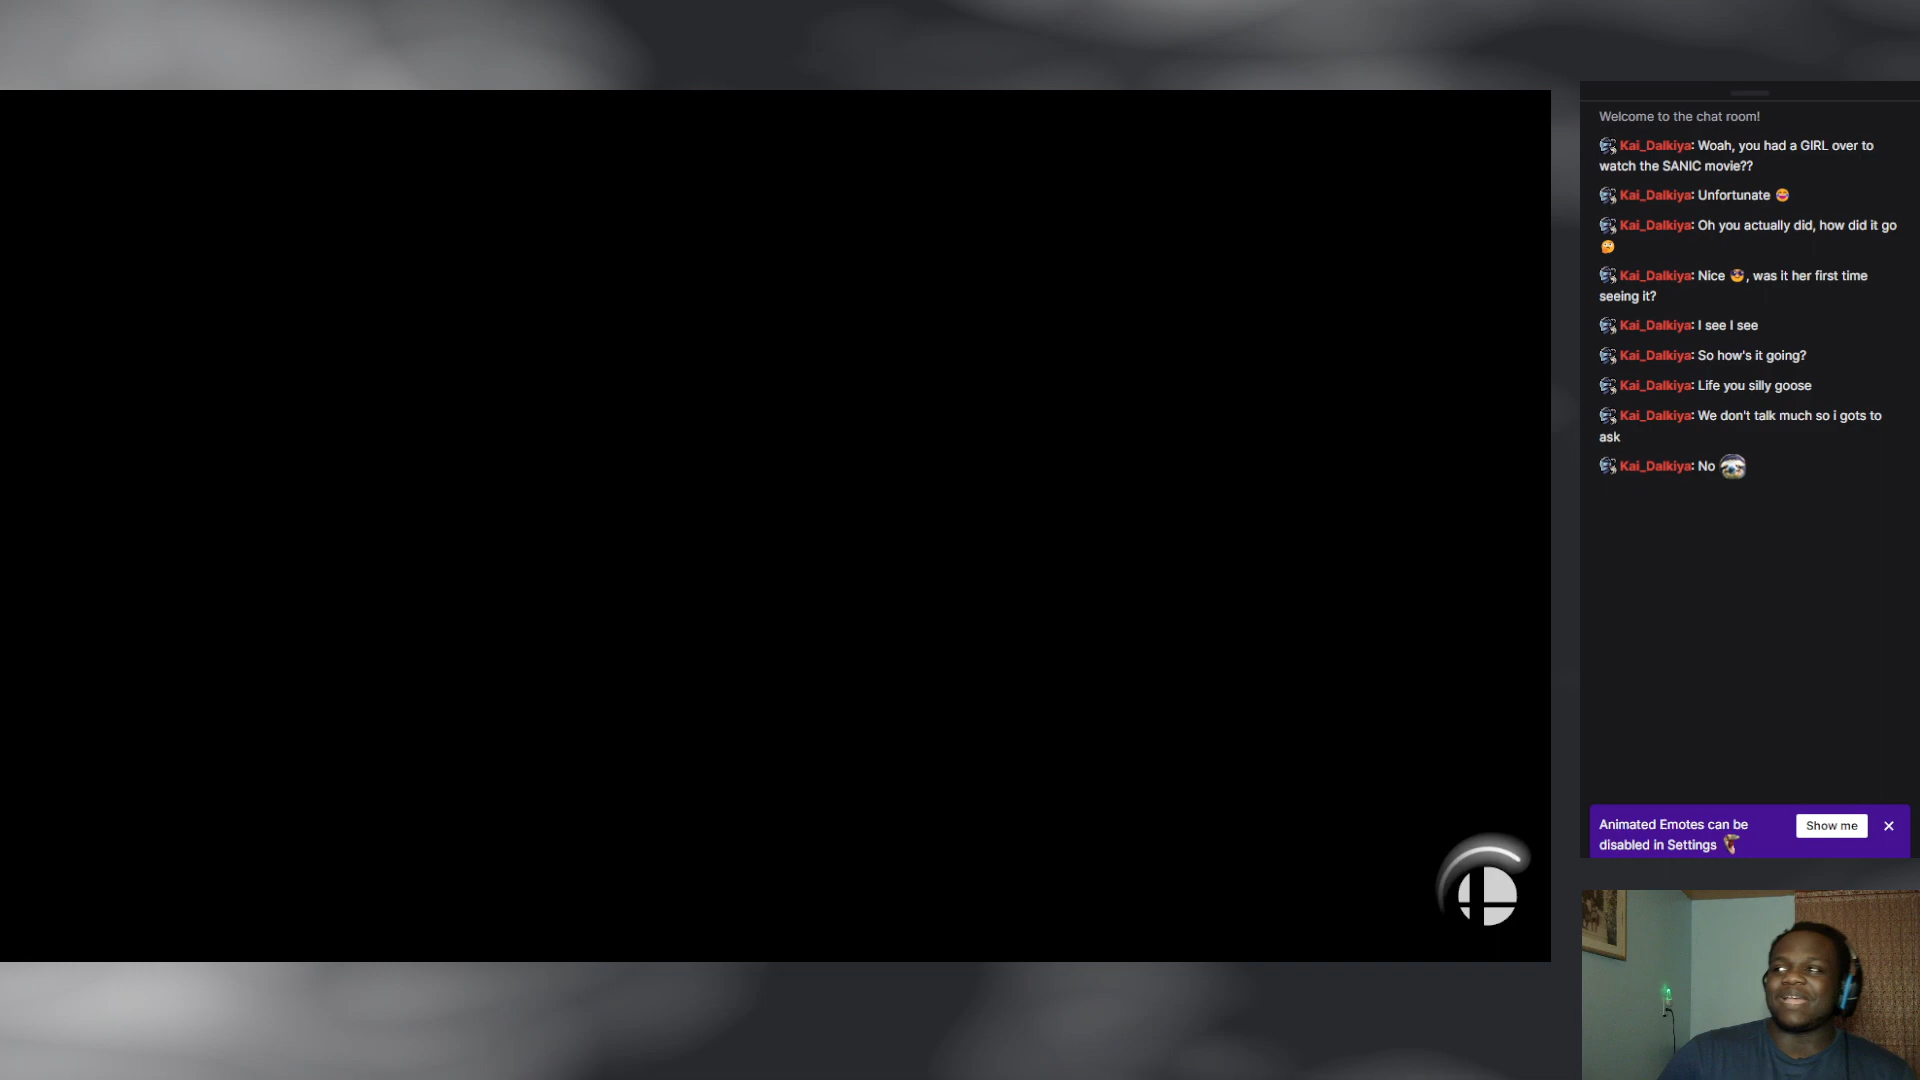 Welcome to the chat room!
Kai_Dalkiya: Woah, you had a GIRL over to
watch the SANIC movie??
Kai_Dalkiya: Unfortunate
Kai_Dalkiya: Oh you actually did, how did it go
Kai_Dalkiya: Nice , was it her first time
seeing it?
Kai_Dalkiya: I see I see
Kai_Dalkiya: So how's it going?
Kai_Dalkiya: Life you silly goose
Kai_Dalkiya: We don't talk much so i gots to
ask
Kai_Dalkiya: No
Animated Emotes can be
disabled in Settings
Show me